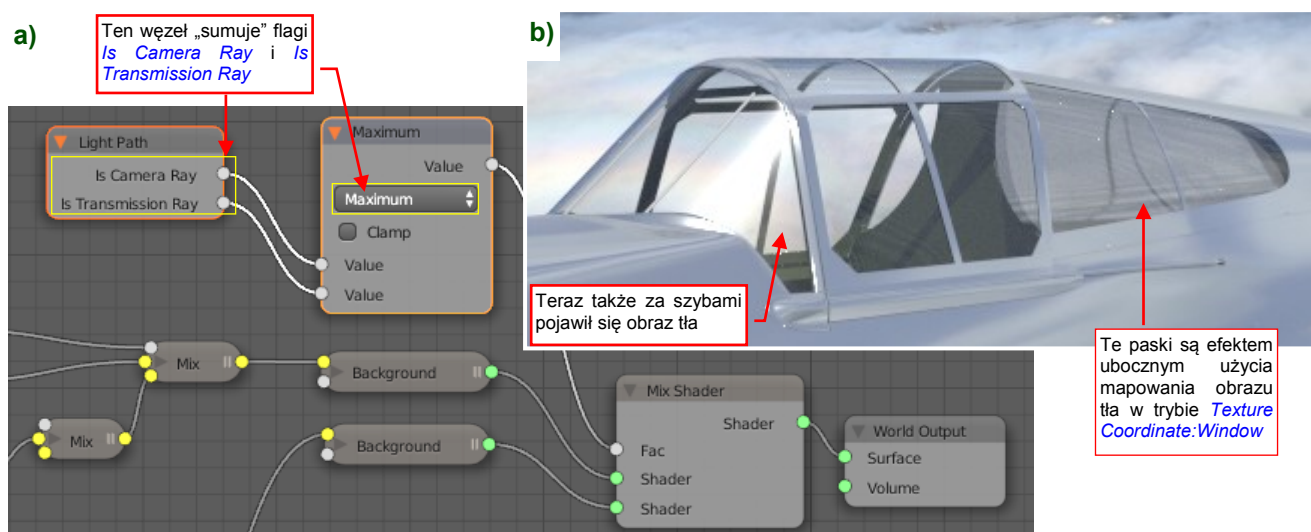 a)
Ten węzeł „sumuje” flagi
Is Camera Ray i Is
Transmission Ray
b)
Light Path
Is Camera Ray
Is Transmission Ray
Maximum
Value
Maximum
Clamp
Value
Value
Teraz także za szybami
pojawił się obraz tła
Te paski są efektem
ubocznym użycia
mapowania obrazu
tła w trybie Texture
Coordinate:Window
Mix
Mix
Background
Background
Mix Shader
Shader
Fac
Shader
Shader
World Output
Surface
Volume